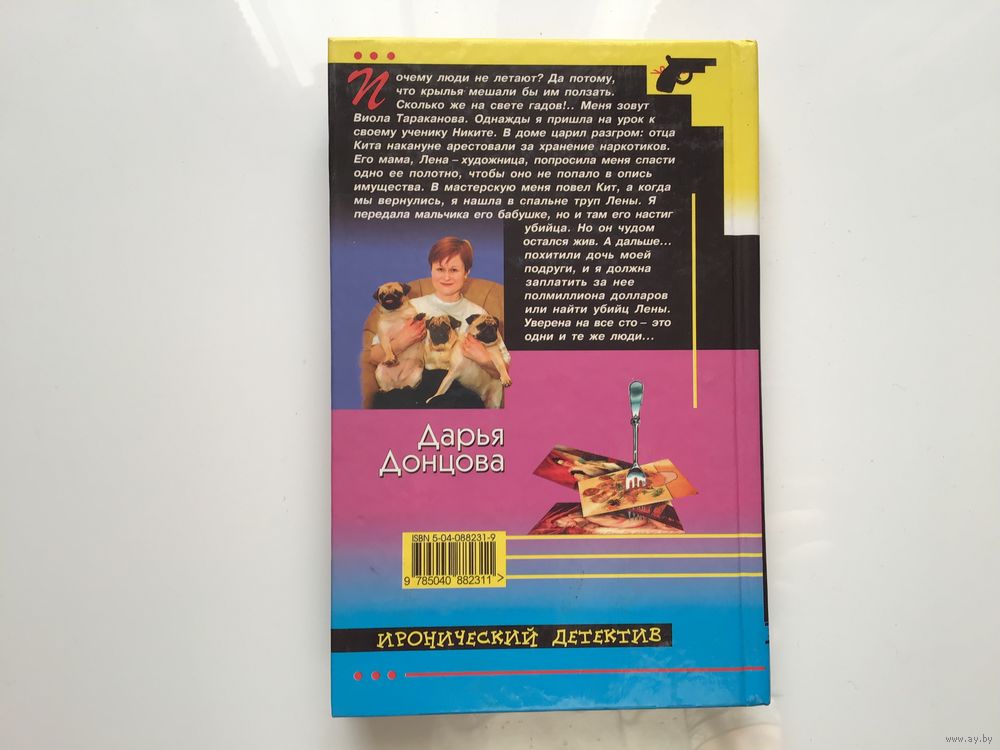 Почему люди не летают? Да потому,
что крылья мешали бы им ползать.
Сколько же на свете гадов!.. Меня зовут
Виола Тараканова. Однажды я пришла на урок к
своему ученику Никите. В доме царил разгром: отца
Кита накануне арестовали за хранение наркотиков.
Его мама, Лена – художница, попросила меня спасти
одно ее полотно, чтобы оно не попало в опись
имущества. В мастерскую меня повел Кит, а когда
мы вернулись, я нашла в спальне труп Лены. Я
передала мальчика его бабушке, но и там его настиг
убийца. Но он чудом
остался жив. А дальше...
похитили дочь моей
подруги, и я должна
заплатить за нее
полмиллиона долларов
или найти убийц Лены.
Уверена на все сто – это
одни и те же люди...
Дарья
Донцова
ISBN 5-04-088231-9
9 785040 882311 >
ИРОНИЧЕСКИЙ ДЕТЕКТИВ
www.ay.by